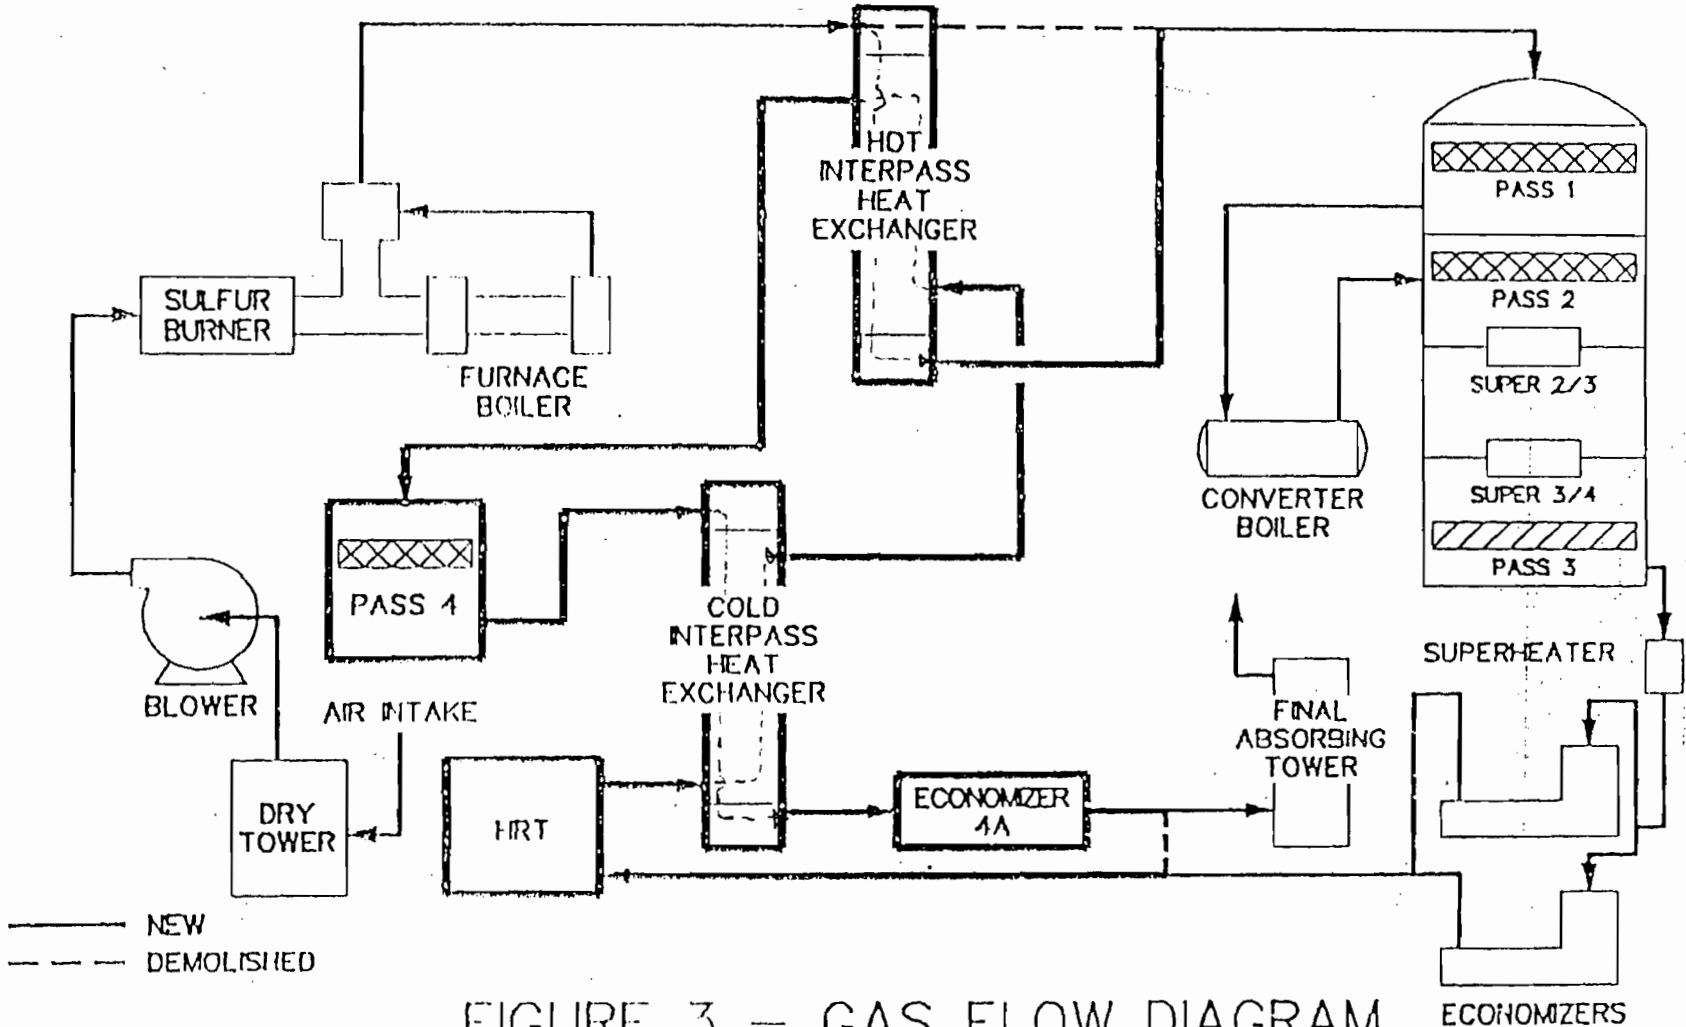 HOT
INTERPASS
HEAT
EXCHANGER
PASS 1
SULFUR
BURNER
PASS 2
FURNACE
BOILER
SUPER 2/3
CONVERTER
BOILER
SUPER 3/4
PASS 3
PASS 4
COLD
INTERPASS
HEAT
EXCHANGER
SUPERHEATER
BLOWER
AIR INTAKE
FINAL
ABSORBING
TOWER
DRY
TOWER
HRT
ECONOMIZER
4A
NEW
DEMOLISHED
ECONOMIZERS
FIGURE 3 — GAS FLOW DIAGRAM